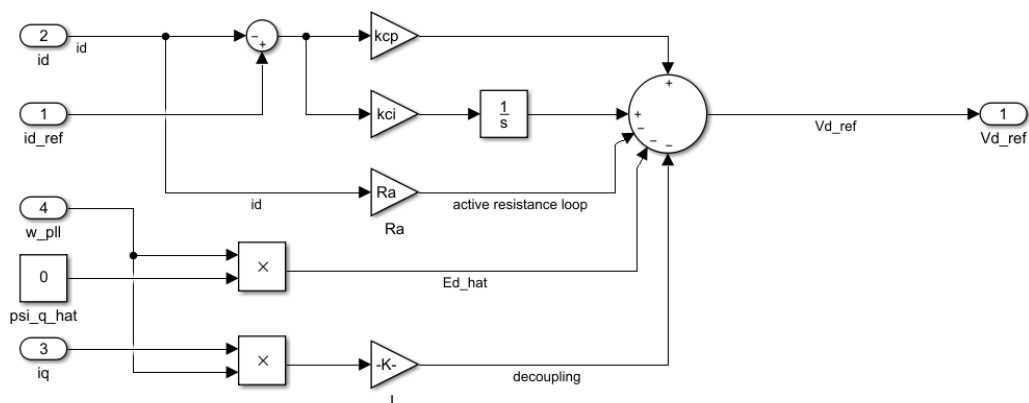 2
id
id
-
+
kcp
+
Vd_ref
1
Vd_ref
1
id_ref
kci
1
s
+
-
-
-
Ra
id
active resistance loop
Ra
4
w_pll
0
psi_q_hat
×
Ed_hat
3
iq
×
-K-
decoupling